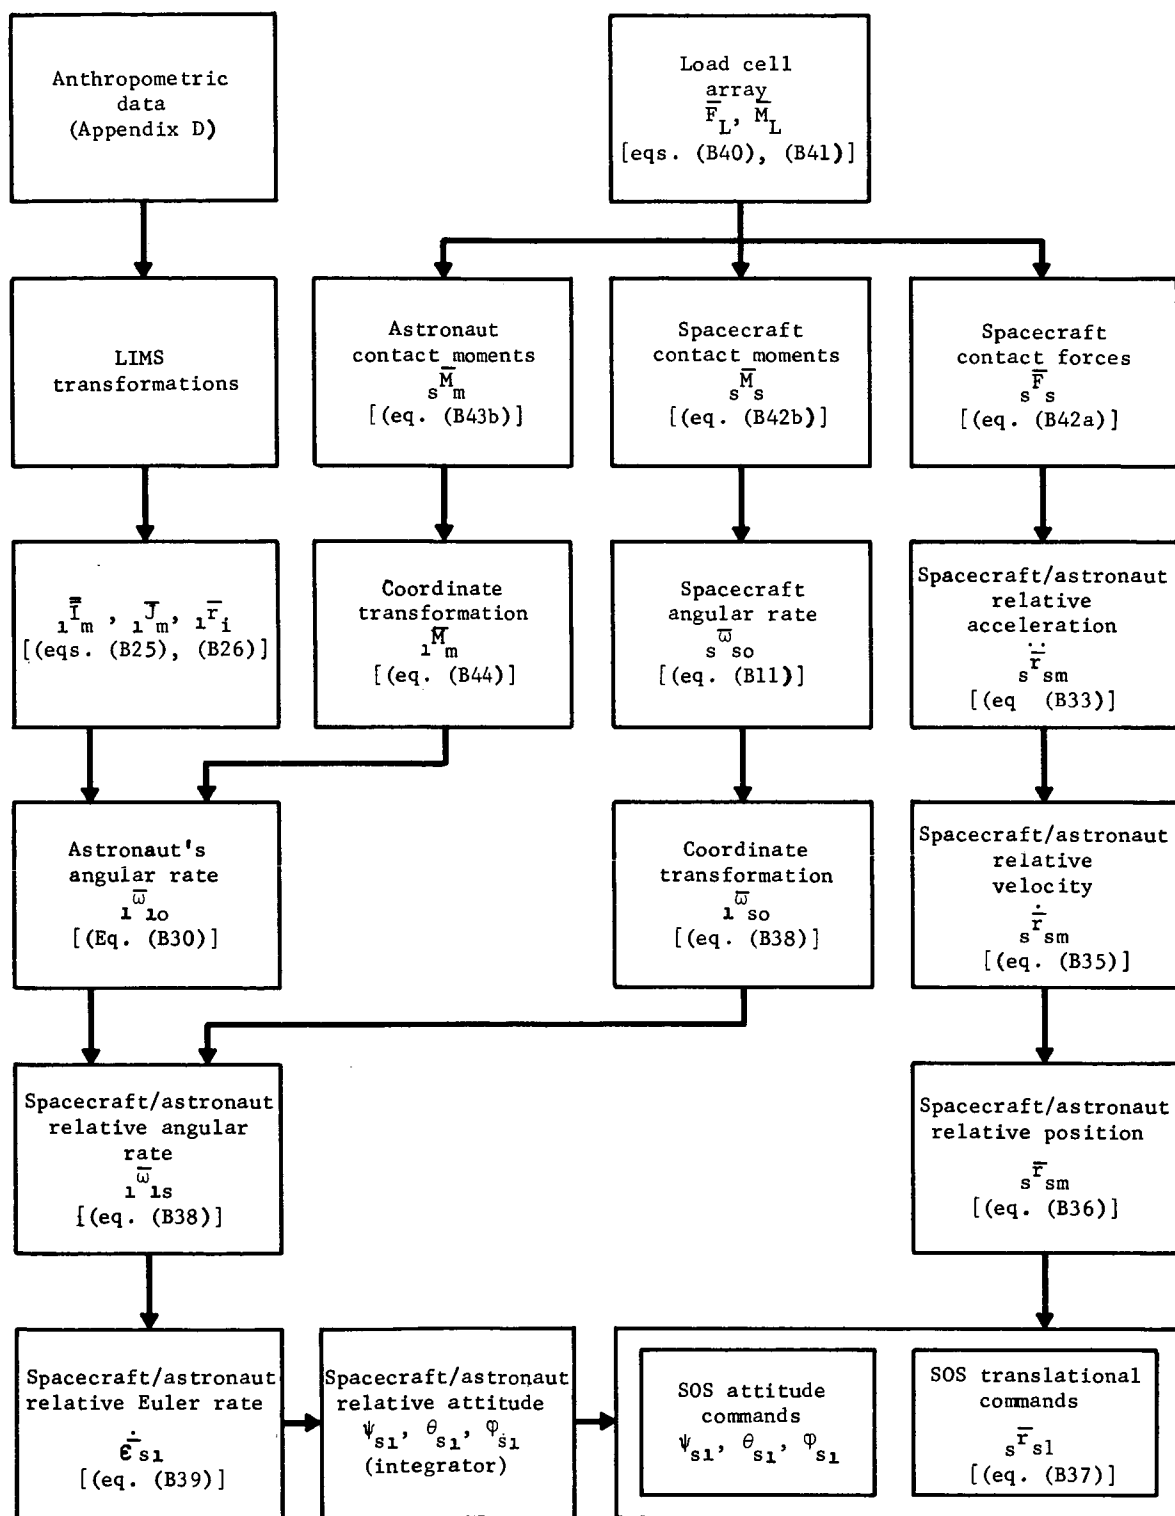 Anthropometric
data
(Appendix D)
Load cell
array
F̅_L, M̅_L
[eqs. (B40), (B41)]
LIMS
transformations
Astronaut
contact moments
sM̅m
[(eq. (B43b)]
Spacecraft
contact moments
sM̅s
[(eq. (B42b)]
Spacecraft
contact forces
sF̅s
[(eq. (B42a)]
1I̿m , 1J̅m, 1r̅i
[(eqs. (B25), (B26)]
Coordinate
transformation
1M̅m
[(eq. (B44)]
Spacecraft
angular rate
sω̅so
[(eq. (B11)]
Spacecraft/astronaut
relative
acceleration
sr̅̈sm
[(eq (B33)]
Astronaut's
angular rate
1ω̅1o
[(Eq. (B30)]
Coordinate
transformation
1ω̅so
[(eq. (B38)]
Spacecraft/astronaut
relative
velocity
sr̅̇sm
[(eq. (B35)]
Spacecraft/astronaut
relative angular
rate
1ω̅1s
[(eq. (B38)]
Spacecraft/astronaut
relative position
sr̅sm
[(eq. (B36)]
Spacecraft/astronaut
relative Euler rate
ϵ̅̇s1
[(eq. (B39)]
Spacecraft/astronaut
relative attitude
ψs1, θs1, φs1
(integrator)
SOS attitude
commands
ψs1, θs1, φs1
SOS translational
commands
sr̅s1
[(eq. (B37)]